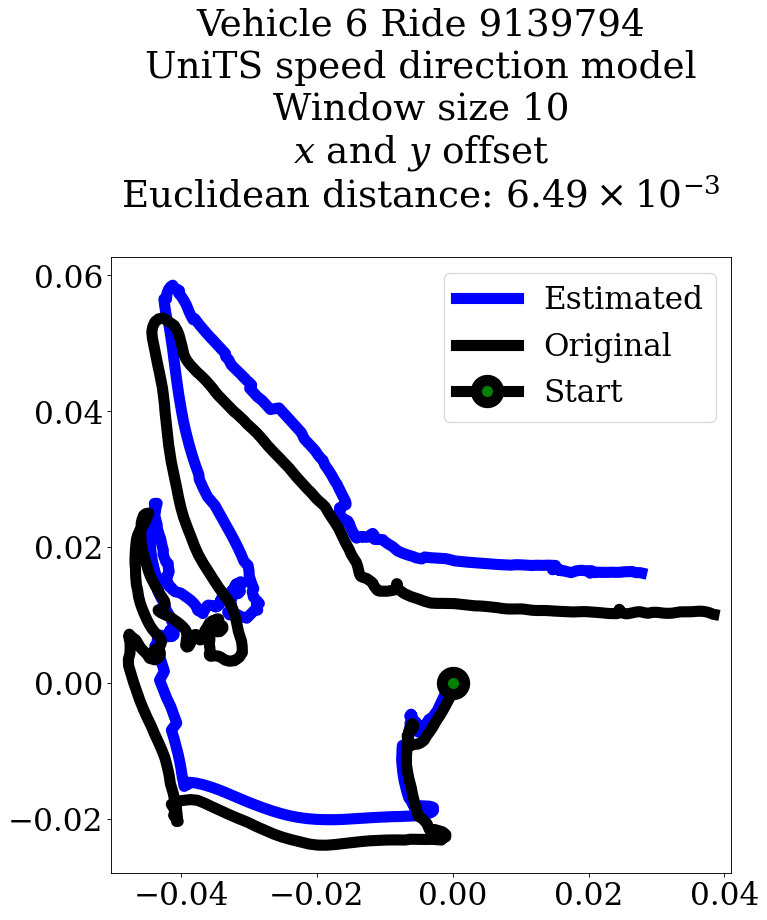 Vehicle 6 Ride 9139794
UniTS speed direction model
Window size 10
x and y offset
Euclidean distance: 6.49 × 10⁻³
0.06
0.04
0.02
0.00
−0.02
Estimated
Original
Start
−0.04 −0.02 0.00 0.02 0.04